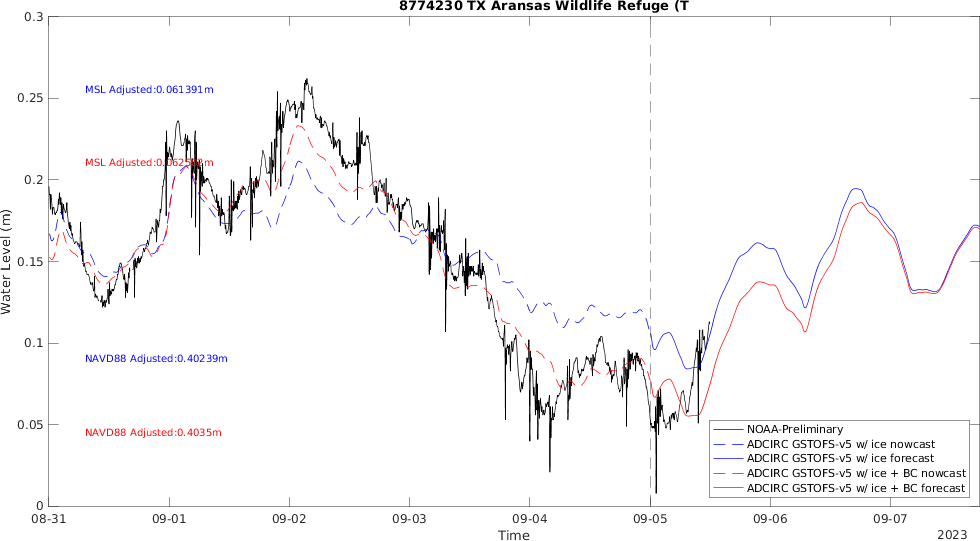 8774230 TX Aransas Wildlife Refuge (T
0.3
0.25
0.2
0.15
0.1
0.05
0
Water Level (m)
MSL Adjusted:0.061391m
MSL Adjusted:
NAVD88 Adjusted:0.40239m
NAVD88 Adjusted:0.4035m
NOAA-Preliminary
ADCIRC GSTOFS-v5 w/ ice nowcast
ADCIRC GSTOFS-v5 w/ ice forecast
ADCIRC GSTOFS-v5 w/ ice + BC nowcast
ADCIRC GSTOFS-v5 w/ ice + BC forecast
08-31 09-01 09-02 09-03 09-04 09-05 09-06 09-07
Time
2023